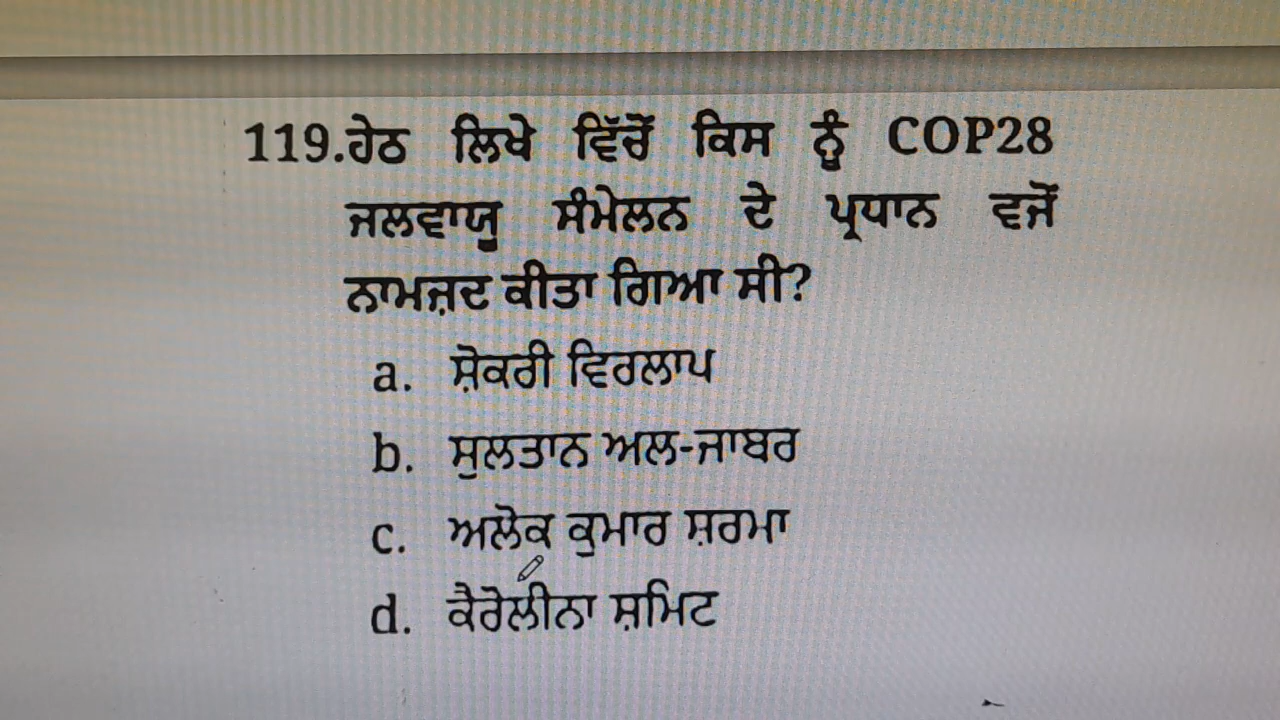 119.ਹੇਠ ਲਿਖੇ ਵਿੱਚੋਂ ਕਿਸ ਨੂੰ COP28
ਜਲਵਾਯੂ ਸੰਮੇਲਨ ਦੇ ਪ੍ਰਧਾਨ ਵਜੋਂ
ਨਾਮਜ਼ਦ ਕੀਤਾ ਗਿਆ ਸੀ?
a. ਸ਼ੋਕਰੀ ਵਿਰਲਾਪ
b. ਸੁਲਤਾਨ ਅਲ-ਜਾਬਰ
c. ਅਲੋਕ ਕੁਮਾਰ ਸ਼ਰਮਾ
d. ਕੈਰੋਲੀਨਾ ਸ਼ਮਿਟ